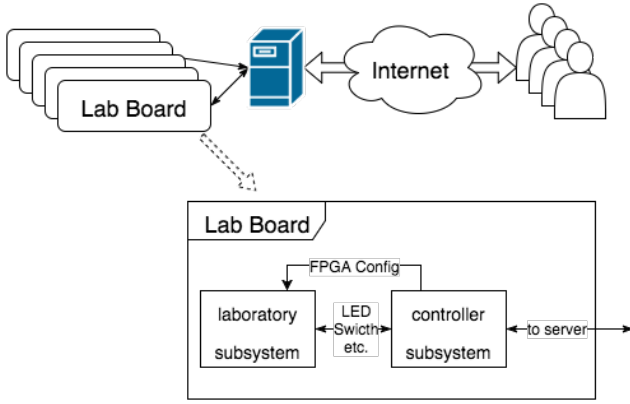 Lab Board
Internet
Lab Board
FPGA Config
laboratory
subsystem
LED
Swicth
etc.
controller
subsystem
to server